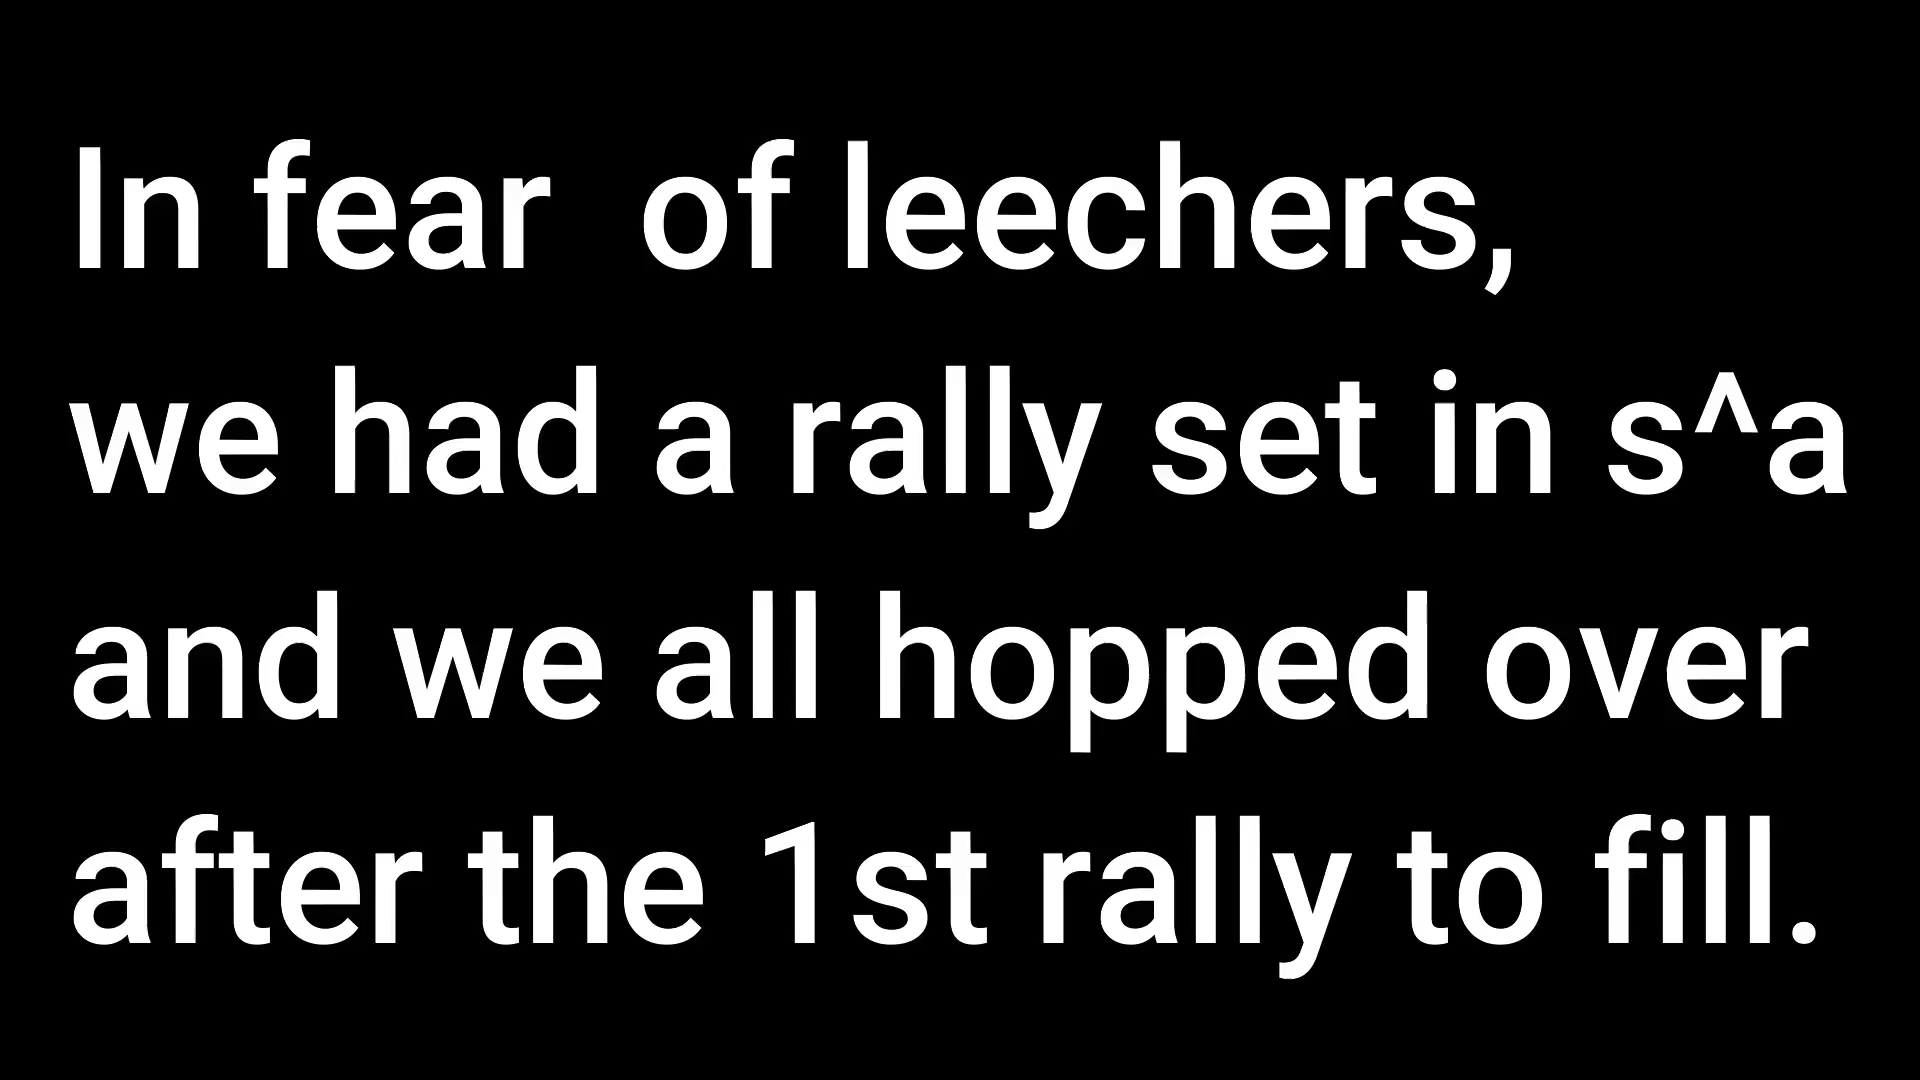 In fear  of leechers,
we had a rally set in s^a
and we all hopped over
after the 1st rally to fill.